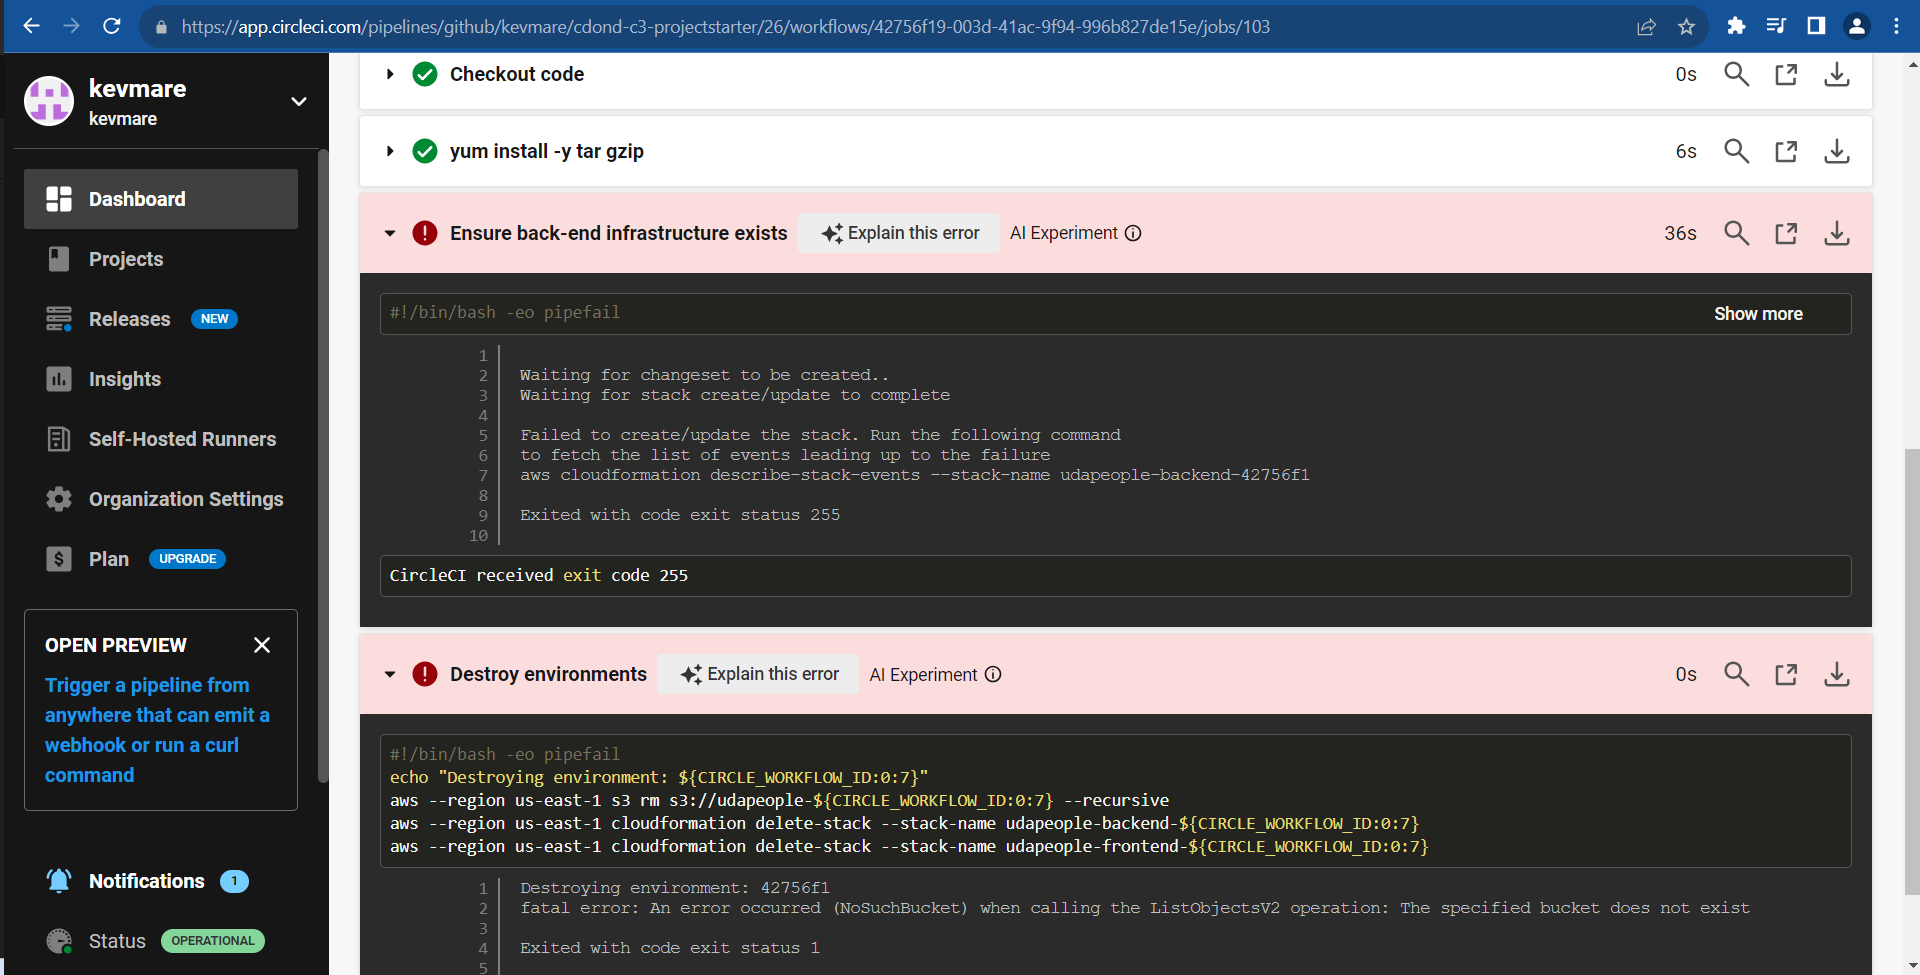 https://app.circleci.com/pipelines/github/kevmare/cdond-c3-projectstarter/26/workflows/42756f19-003d-41ac-9f94-996b827de15e/jobs/103
kevmare
kevmare
Dashboard
Projects
Releases NEW
Insights
Self-Hosted Runners
Organization Settings
Plan UPGRADE
OPEN PREVIEW
Trigger a pipeline from
anywhere that can emit a
webhook or run a curl
command
Notifications 1
Status OPERATIONAL
Checkout code 0s
yum install -y tar gzip 6s
Ensure back-end infrastructure exists Explain this error AI Experiment 36s
#!/bin/bash -eo pipefail Show more
1
2 Waiting for changeset to be created..
3 Waiting for stack create/update to complete
4
5 Failed to create/update the stack. Run the following command
6 to fetch the list of events leading up to the failure
7 aws cloudformation describe-stack-events --stack-name udapeople-backend-42756f1
8
9 Exited with code exit status 255
10
CircleCI received exit code 255
Destroy environments Explain this error AI Experiment 0s
#!/bin/bash -eo pipefail
echo "Destroying environment: ${CIRCLE_WORKFLOW_ID:0:7}"
aws --region us-east-1 s3 rm s3://udapeople-${CIRCLE_WORKFLOW_ID:0:7} --recursive
aws --region us-east-1 cloudformation delete-stack --stack-name udapeople-backend-${CIRCLE_WORKFLOW_ID:0:7}
aws --region us-east-1 cloudformation delete-stack --stack-name udapeople-frontend-${CIRCLE_WORKFLOW_ID:0:7}
1 Destroying environment: 42756f1
2 fatal error: An error occurred (NoSuchBucket) when calling the ListObjectsV2 operation: The specified bucket does not exist
3
4 Exited with code exit status 1
5